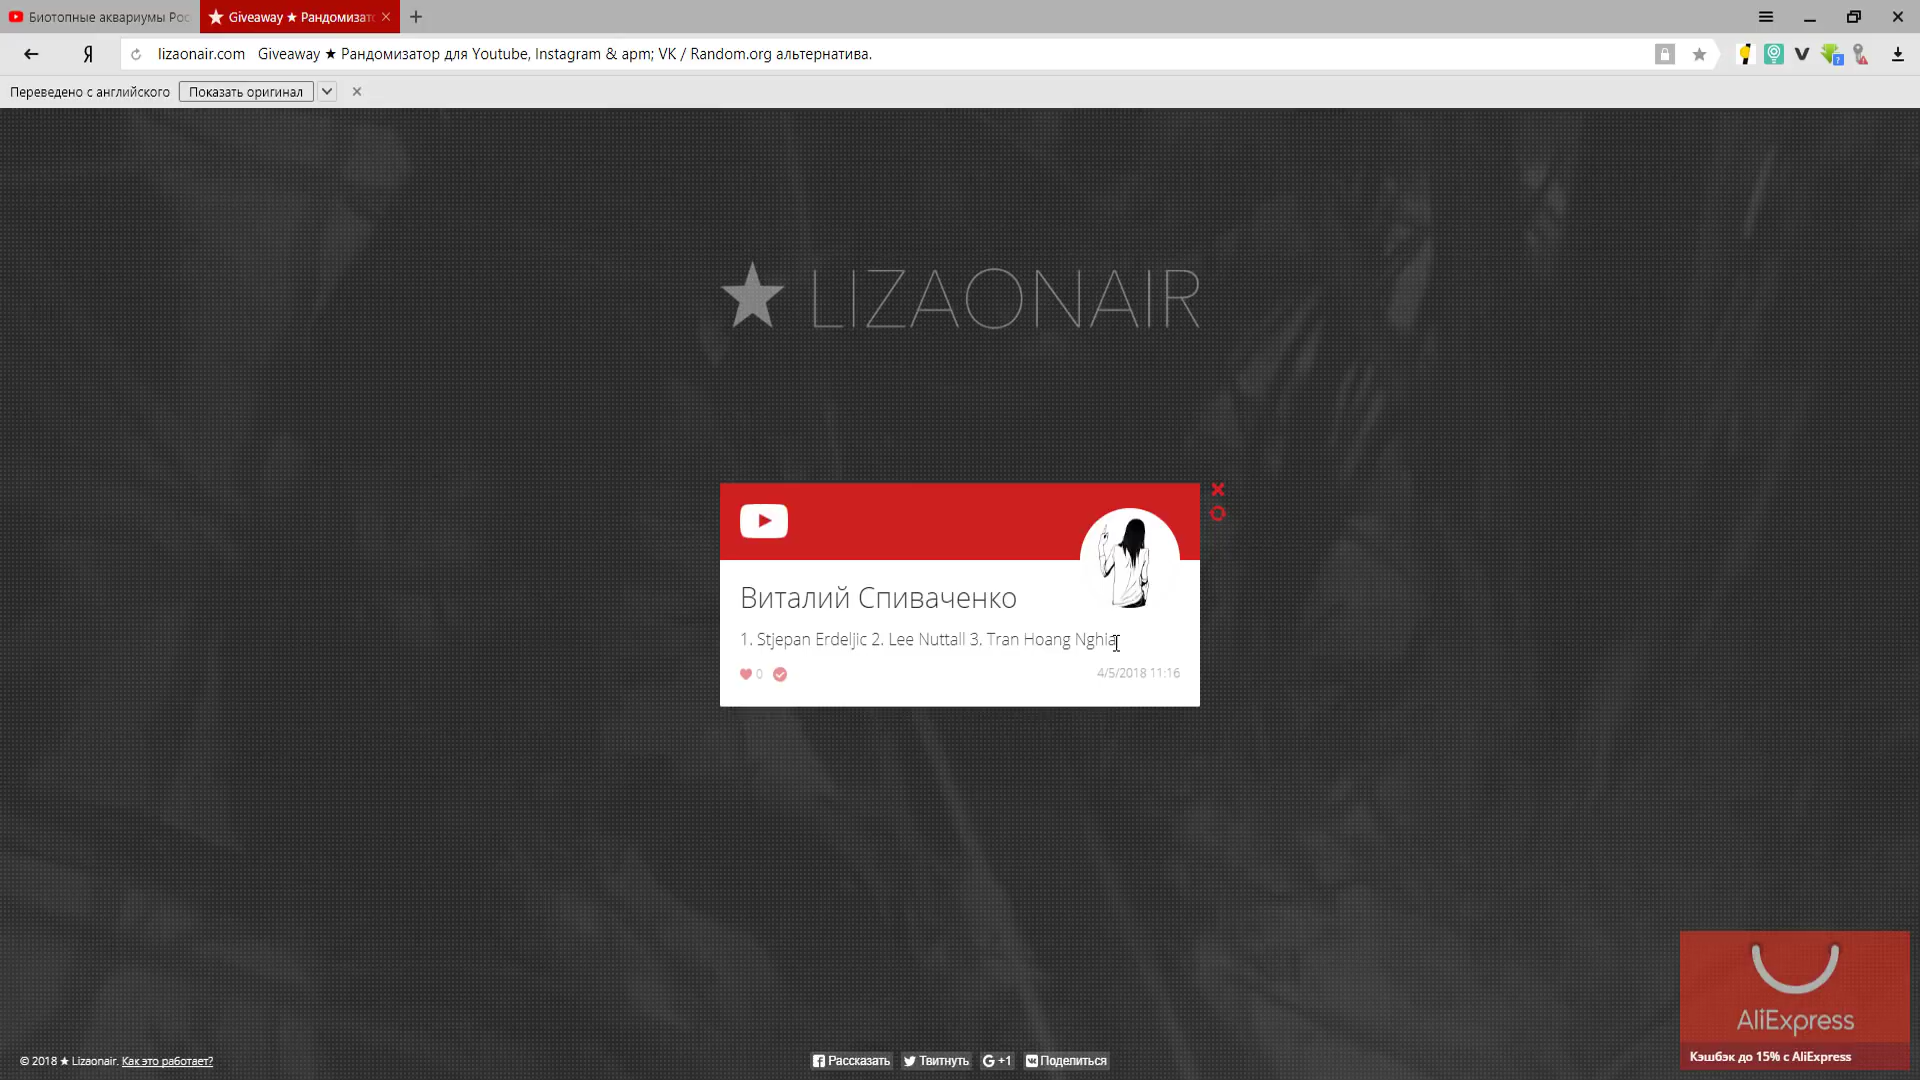 Биотопные аквариумы Рос
Giveaway ★ Рандомизато
Я
lizaonair.com Giveaway ★ Рандомизатор для Youtube, Instagram & apm; VK / Random.org альтернатива.
Переведено с английского Показать оригинал
★ LIZAONAIR
Виталий Спиваченко
1. Stjepan Erdeljic 2. Lee Nuttall 3. Tran Hoang Nghia
0
4/5/2018 11:16
AliExpress
Кэшбэк до 15% с AliExpress
© 2018 ★ Lizaonair. Как это работает?
Рассказать Твитнуть G+1 Поделиться